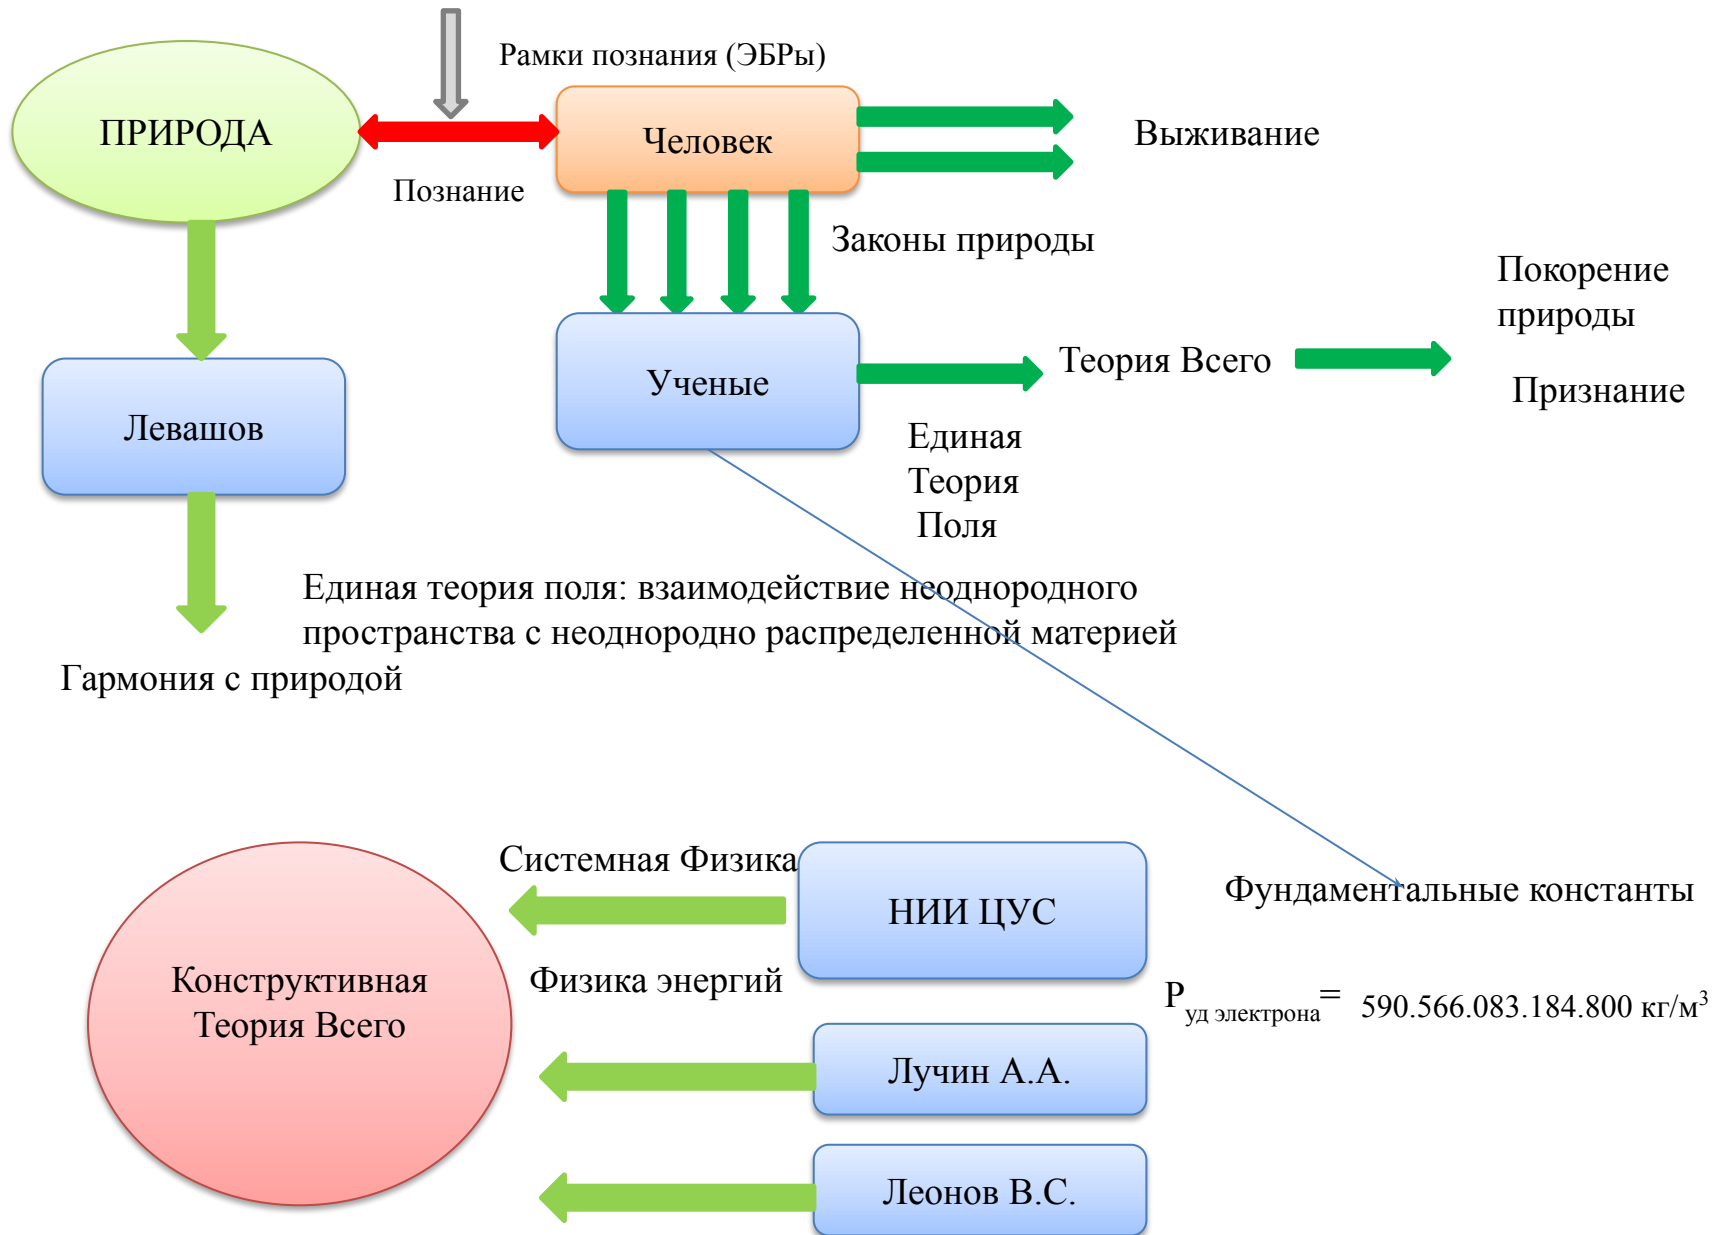 Рамки познания (ЭБРы)
ПРИРОДА
Человек
Выживание
Познание
Законы природы
Покорение
природы
Ученые
Теория Всего
Признание
Левашов
Единая
Теория
Поля
Единая теория поля: взаимодействие неоднородного
пространства с неоднородно распределенной материей
Гармония с природой
Системная Физика
НИИ ЦУС
Фундаментальные константы
Конструктивная
Теория Всего
Физика энергий
Pуд электрона= 590.566.083.184.800 кг/м³
Лучин А.А.
Леонов В.С.